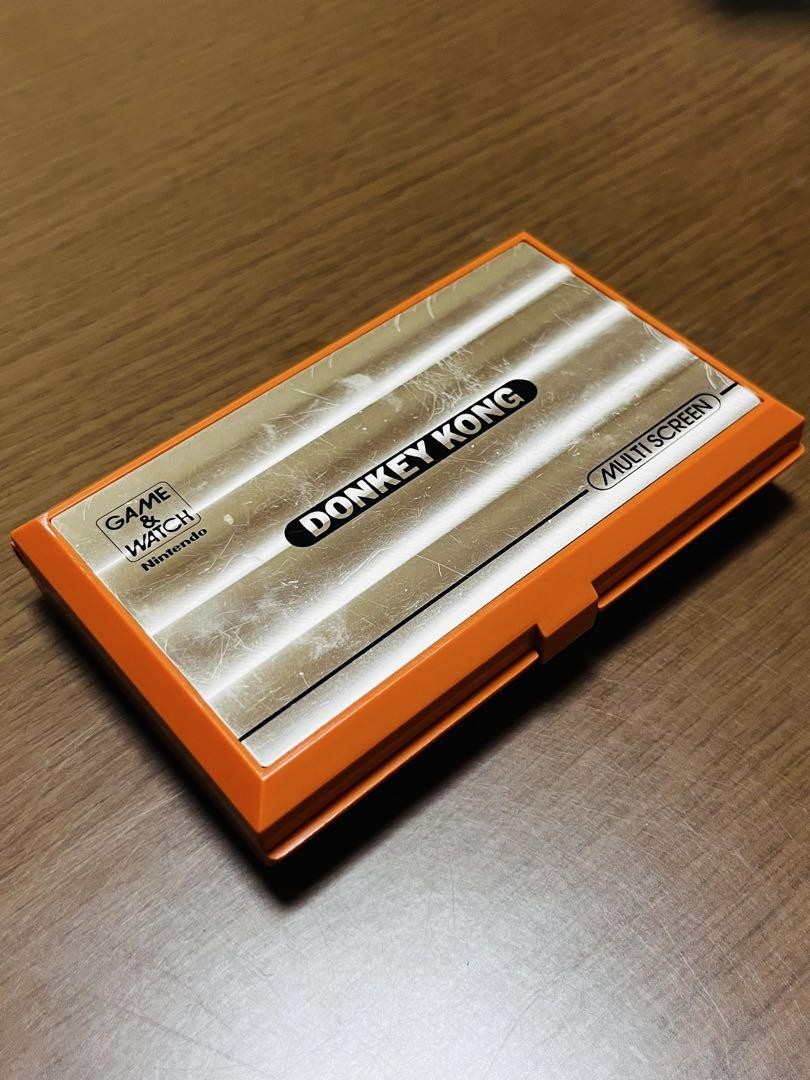 GAME
&
WATCH
Nintendo
DONKEY KONG
MULTI SCREEN